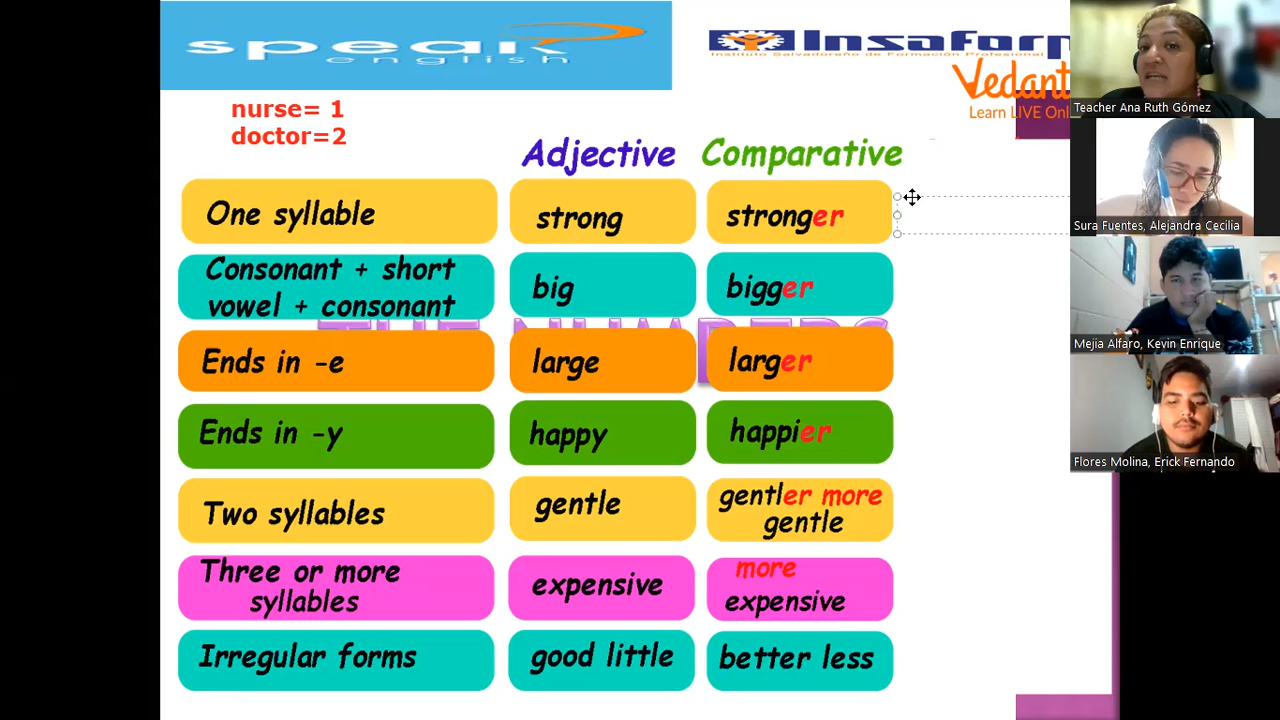 speak
english
Insaforp
Instituto Salvadoreño de Formación Profesional
Vedant
Learn LIVE Onl
nurse= 1
doctor=2
Adjective Comparative
One syllable strong stronger
Consonant + short
vowel + consonant big bigger
Ends in -e large larger
Ends in -y happy happier
Two syllables gentle gentler more
gentle
Three or more
syllables expensive more
expensive
Irregular forms good little better less
THE NUMBERS
Teacher Ana Ruth Gómez
Sura Fuentes, Alejandra Cecilia
Mejia Alfaro, Kevin Enrique
Flores Molina, Erick Fernando